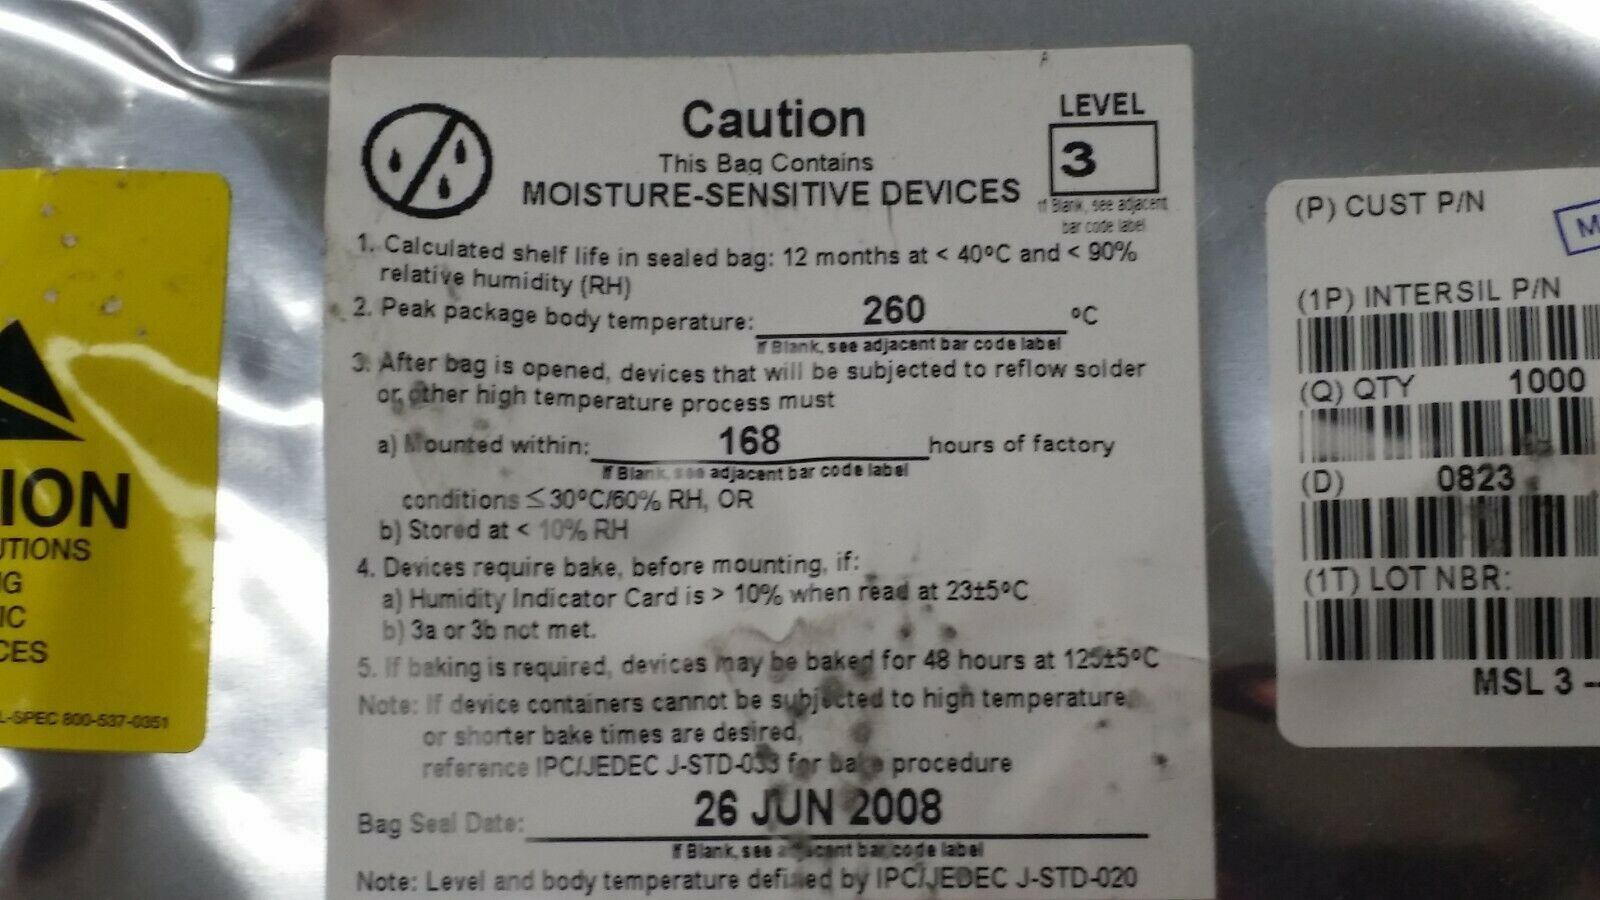 Caution
This Bag Contains
MOISTURE-SENSITIVE DEVICES
LEVEL
3
If Blank, see adjacent
bar code label
1. Calculated shelf life in sealed bag: 12 months at < 40°C and < 90%
relative humidity (RH)
2. Peak package body temperature: 260 °C
If Blank, see adjacent bar code label
3. After bag is opened, devices that will be subjected to reflow solder
or other high temperature process must
a) Mounted within: 168 hours of factory
If Blank, see adjacent bar code label
conditions ≤30°C/60% RH, OR
b) Stored at < 10% RH
4. Devices require bake, before mounting, if:
a) Humidity Indicator Card is > 10% when read at 23±5°C
b) 3a or 3b not met.
5. If baking is required, devices may be baked for 48 hours at 125±5°C
Note: If device containers cannot be subjected to high temperature
or shorter bake times are desired,
reference IPC/JEDEC J-STD-033 for bake procedure
Bag Seal Date: 26 JUN 2008
If Blank, see adjacent bar code label
Note: Level and body temperature defined by IPC/JEDEC J-STD-020
ION
UTIONS
NG
IC
CES
L-SPEC 800-537-0351
(P) CUST P/N
M
(1P) INTERSIL P/N
(Q) QTY 1000
(D) 0823
(1T) LOT NBR:
MSL 3 -